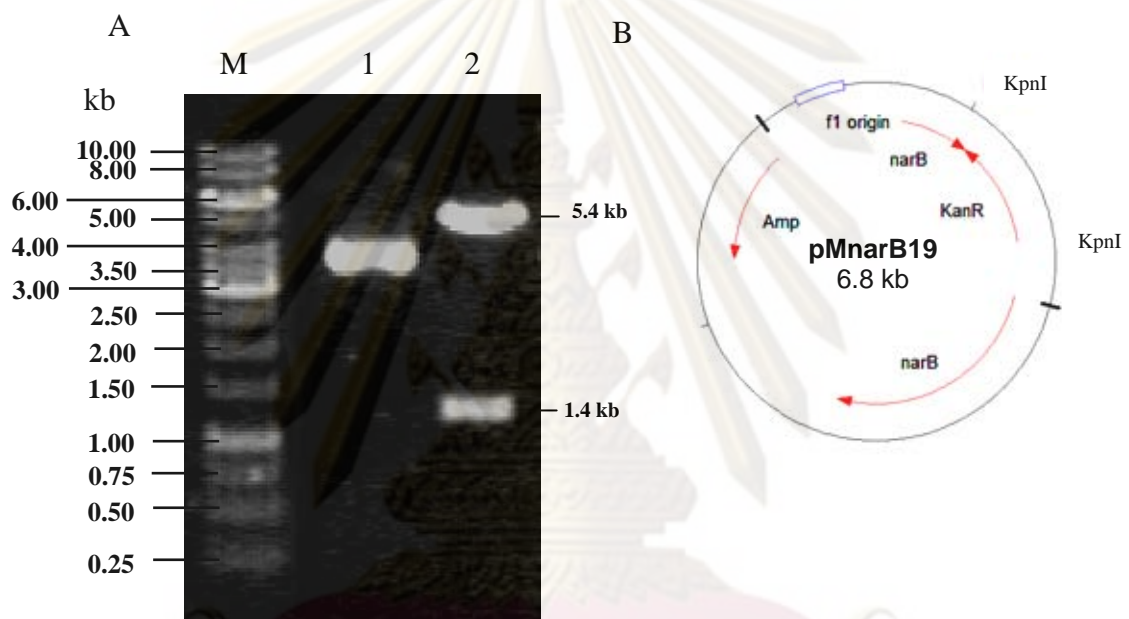 A
B
M
1
2
kb
10.00
8.00
6.00
5.00
4.00
3.50
3.00
2.50
2.00
1.50
1.00
0.75
0.50
0.25
5.4 kb
1.4 kb
KpnI
f1 origin
narB
KanR
Amp
KpnI
pMnarB19
6.8 kb
narB